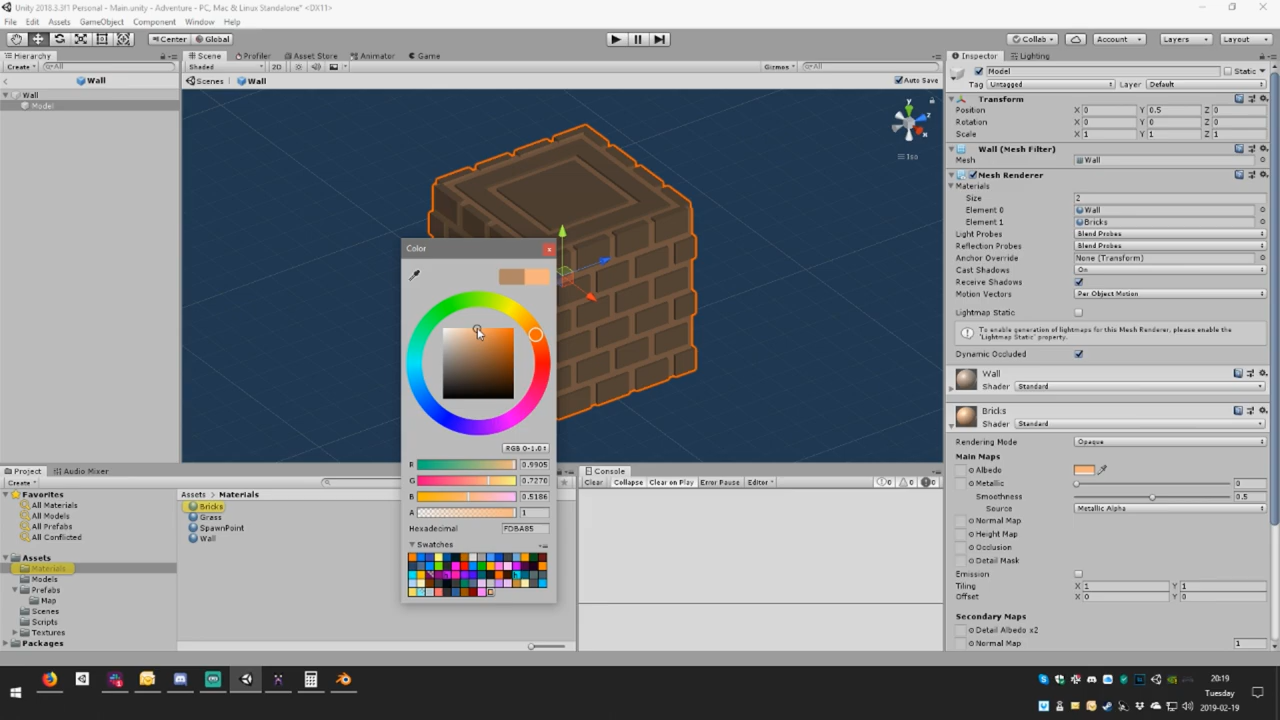 Unity 2018.3.3f1 Personal - Main.unity - Adventure - PC, Mac & Linux Standalone* <DX11>
File Edit Assets GameObject Component Window Help
Center Global Collab Account Layers Layout
Hierarchy Scene Profiler Asset Store Animator Game Inspector Lighting
Create All Shaded 2D Gizmos All Model Static
Wall Scenes Wall Auto Save Tag Untagged Layer Default
Wall
Model
Transform
Position X 0 Y 0.5 Z 0
Rotation X 0 Y 0 Z 0
Scale X 1 Y 1 Z 1
y
z
x
Iso
Wall (Mesh Filter)
Mesh Wall
Mesh Renderer
Materials
Size 2
Element 0 Wall
Element 1 Bricks
Light Probes Blend Probes
Reflection Probes Blend Probes
Anchor Override None (Transform)
Cast Shadows On
Receive Shadows
Motion Vectors Per Object Motion
Lightmap Static
To enable generation of lightmaps for this Mesh Renderer, please enable the 'Lightmap Static' property.
Dynamic Occluded
Wall
Shader Standard
Bricks
Shader Standard
Rendering Mode Opaque
Main Maps
Albedo
Metallic 0
Smoothness 0.5
Source Metallic Alpha
Normal Map
Height Map
Occlusion
Detail Mask
Emission
Tiling X 1 Y 1
Offset X 0 Y 0
Secondary Maps
Detail Albedo x2
Normal Map 1
Color
RGB 0-1.0
R 0.9905
G 0.7270
B 0.5186
A 1
Hexadecimal FDBA85
Swatches
Project Audio Mixer
Create
Favorites
All Materials
All Models
All Prefabs
All Conflicted
Assets
Materials
Models
Prefabs
Map
Scenes
Scripts
Textures
Packages
Assets Materials
Bricks
Grass
SpawnPoint
Wall
Console
Clear Collapse Clear on Play Error Pause Editor 0 0 0
20:19
Tuesday
2019-02-19